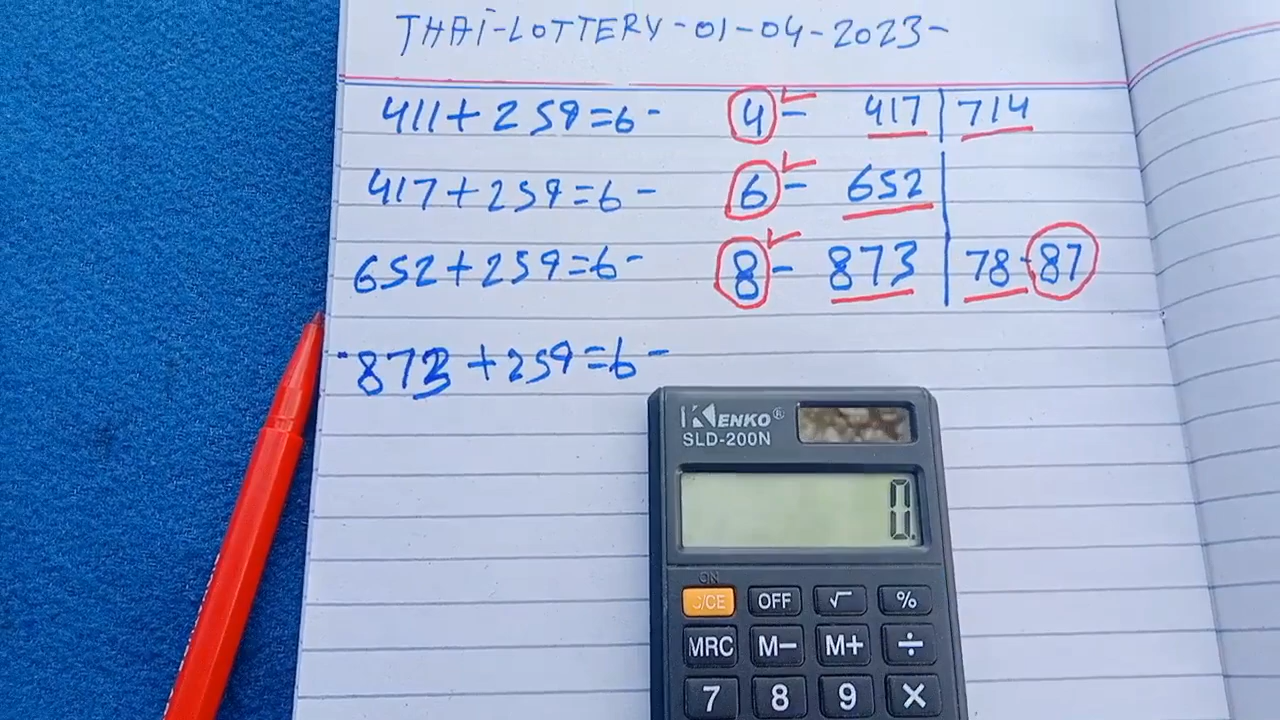 THAI-LOTTERY-01-04-2023-
411+259=6- 4- 417 | 714
417+259=6- 6- 652 |
652+259=6- 8- 873 | 78-87
873+259=6-
KENKO®
SLD-200N
0.
ON
C/CE OFF √ %
MRC M− M+ ÷
7 8 9 ×